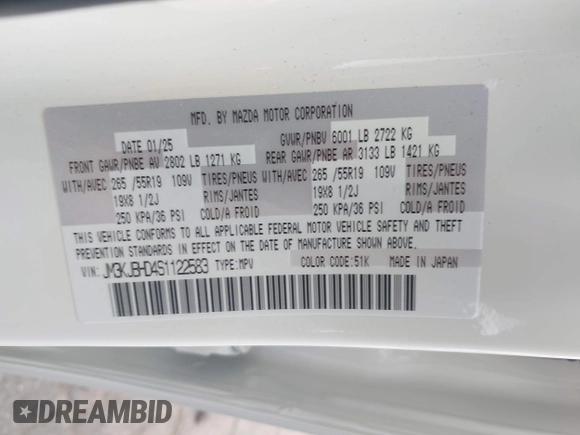 MFD. BY MAZDA MOTOR CORPORATION
DATE 01/25 GVWR/PNBV 6001 LB 2722 KG
FRONT GAWR/PNBE AV 2802 LB 1271 KG REAR GAWR/PNBE AR 3133 LB 1421 KG
WITH/AVEC 265 /55R19 109V TIRES/PNEUS WITH/AVEC 265 /55R19 109V TIRES/PNEUS
19X8 1/2J RIMS/JANTES 19X8 1/2J RIMS/JANTES
250 KPA/36 PSI COLD/A FROID 250 KPA/36 PSI COLD/A FROID
THIS VEHICLE CONFORMS TO ALL APPLICABLE FEDERAL MOTOR VEHICLE SAFETY AND THEFT
PREVENTION STANDARDS IN EFFECT ON THE DATE OF MANUFACTURE SHOWN ABOVE.
VIN: JM3KJBHD4S1122583 TYPE:MPV COLOR CODE:51K MADE IN JAPAN
DREAMBID